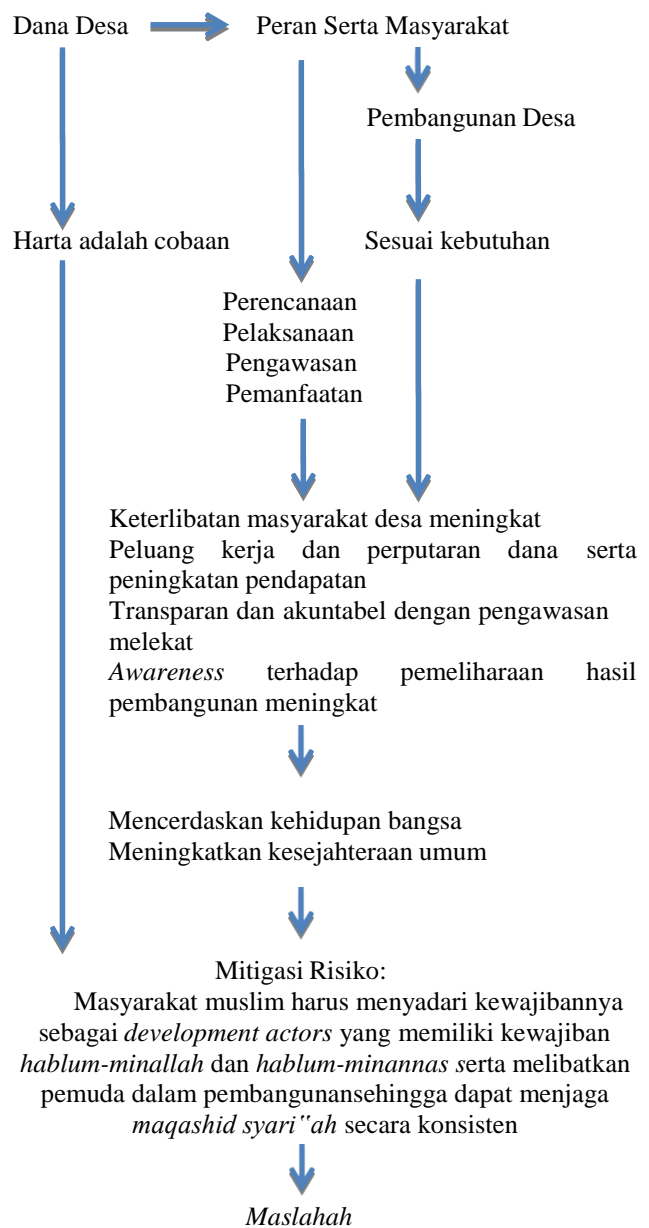 Dana Desa Peran Serta Masyarakat
Pembangunan Desa
Harta adalah cobaan Sesuai kebutuhan
Perencanaan
Pelaksanaan
Pengawasan
Pemanfaatan
Keterlibatan masyarakat desa meningkat
Peluang kerja dan perputaran dana serta
peningkatan pendapatan
Transparan dan akuntabel dengan pengawasan
melekat
Awareness terhadap pemeliharaan hasil
pembangunan meningkat
Mencerdaskan kehidupan bangsa
Meningkatkan kesejahteraan umum
Mitigasi Risiko:
Masyarakat muslim harus menyadari kewajibannya
sebagai development actors yang memiliki kewajiban
hablum-minallah dan hablum-minannas serta melibatkan
pemuda dalam pembangunansehingga dapat menjaga
maqashid syari‟ah secara konsisten
Maslahah